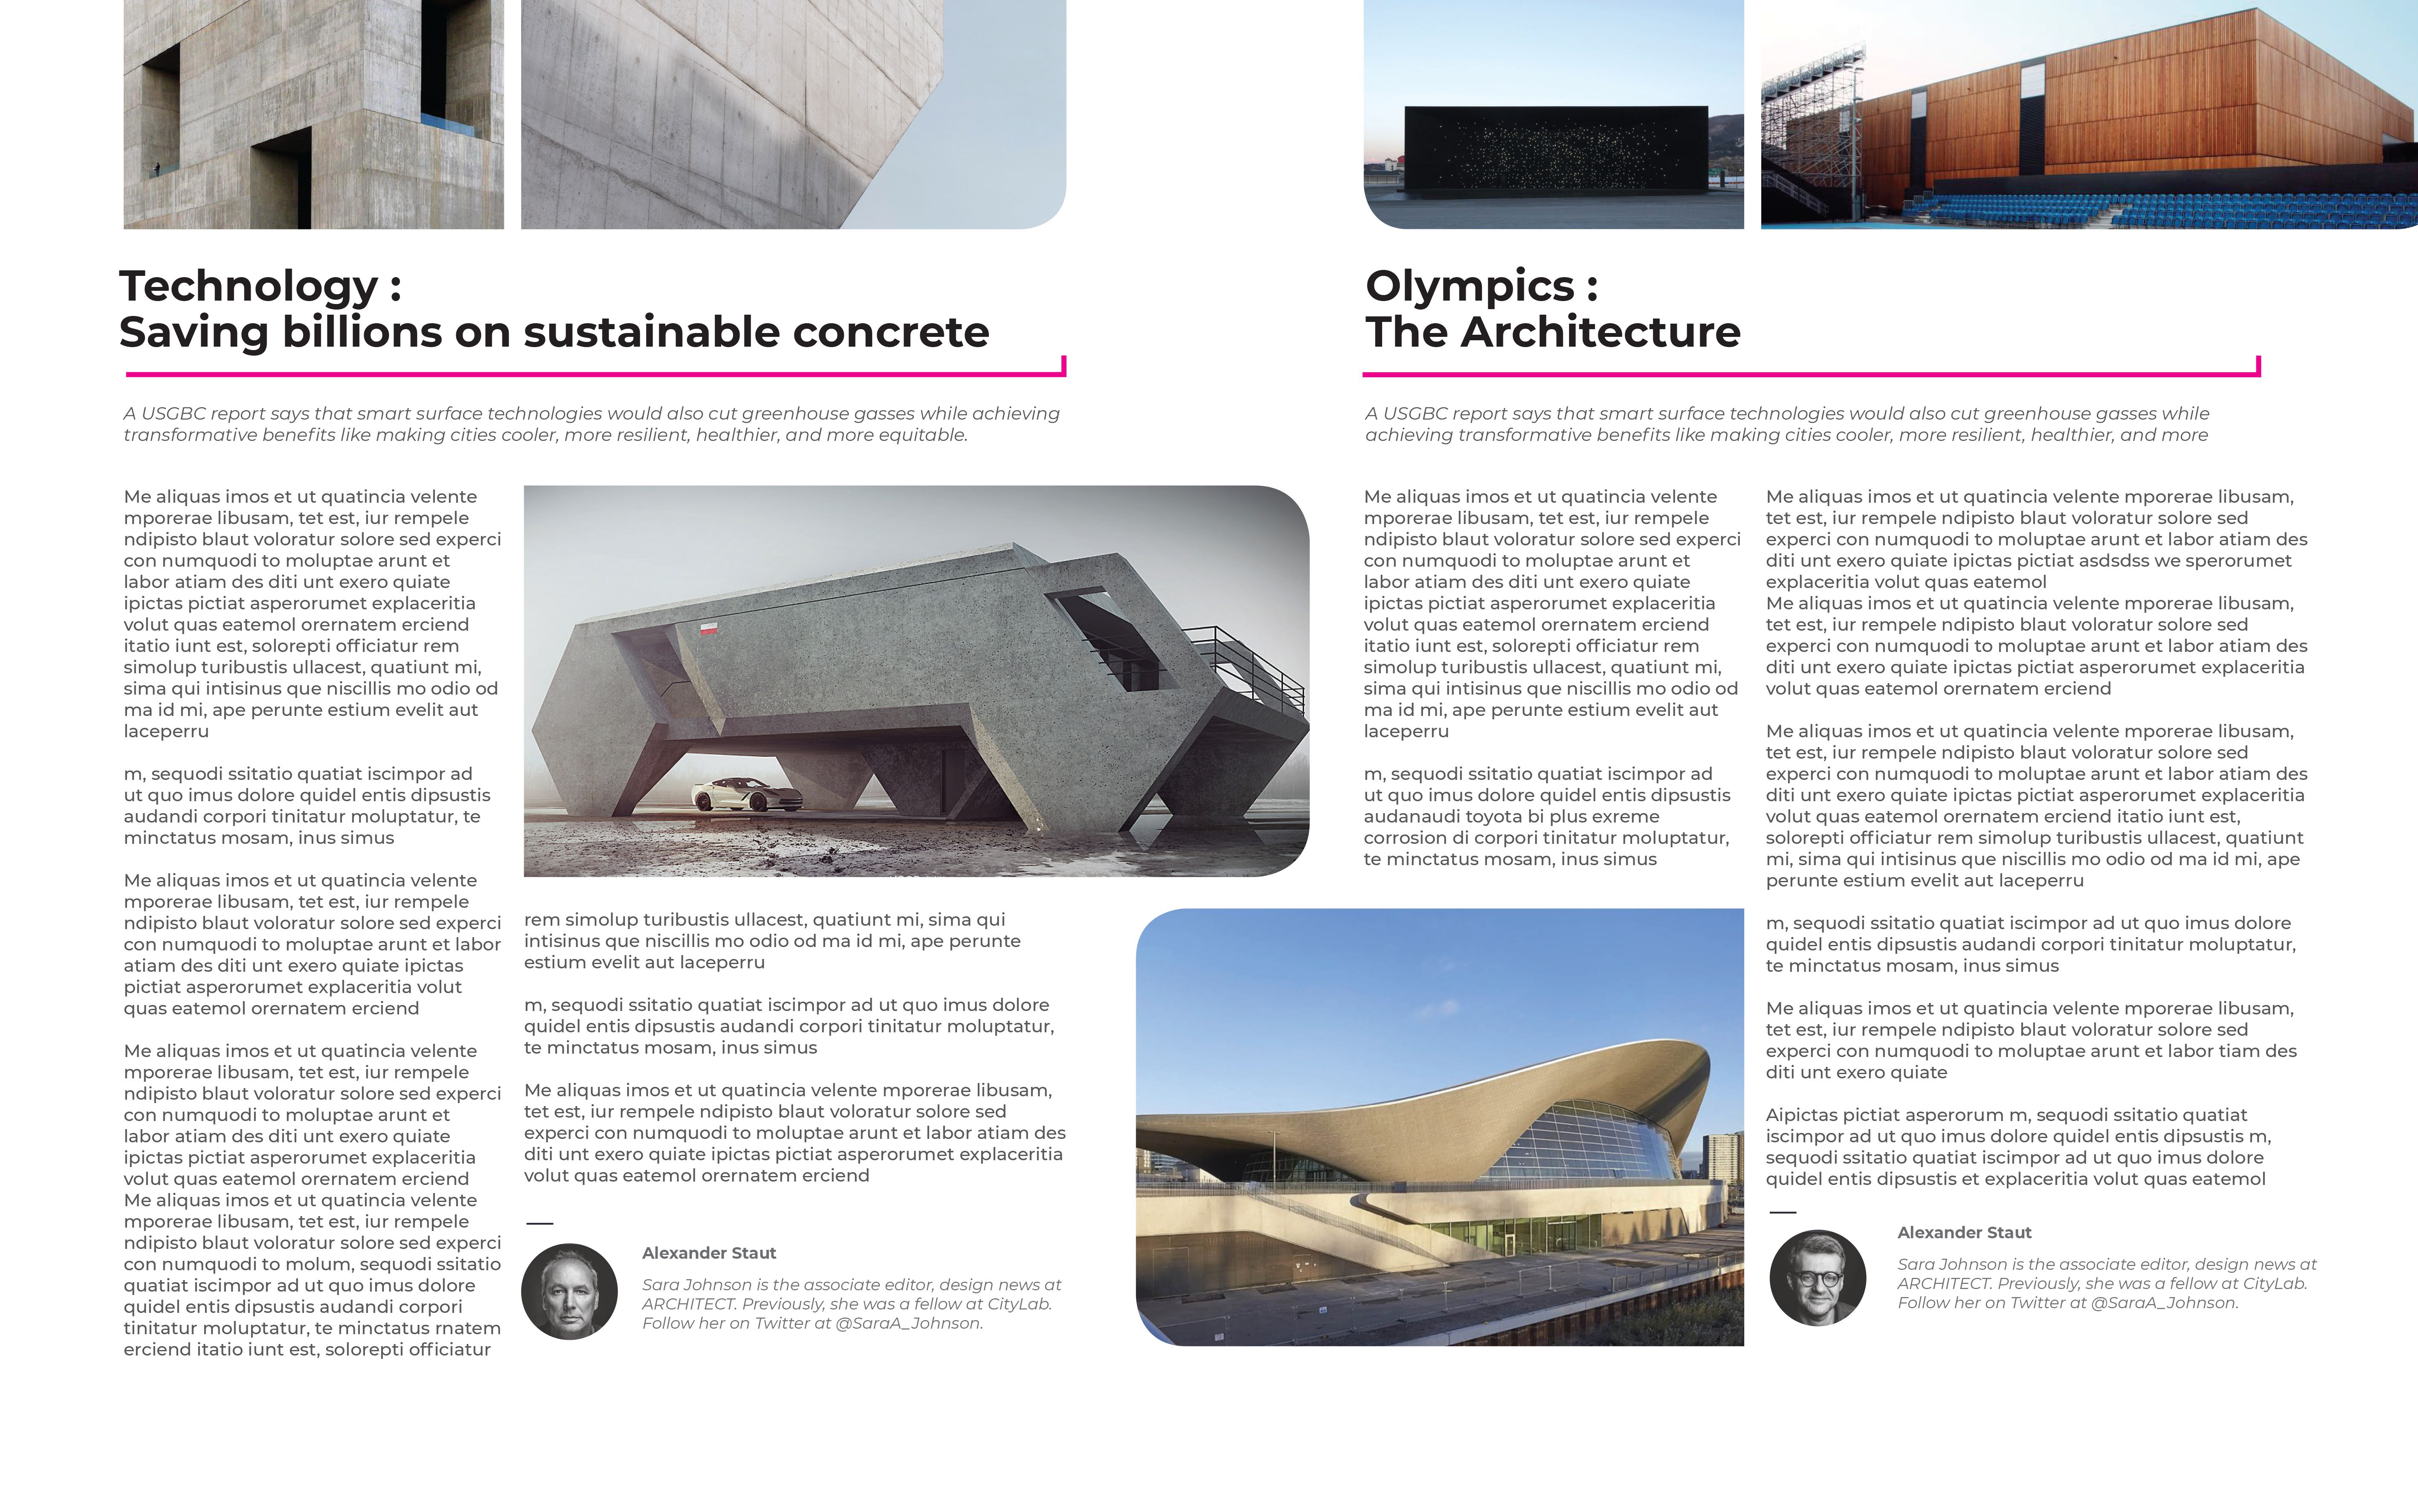 Technology :
Saving billions on sustainable concrete
A USGBC report says that smart surface technologies would also cut greenhouse gasses while achieving
transformative benefits like making cities cooler, more resilient, healthier, and more equitable.
Me aliquas imos et ut quatincia velente
mporerae libusam, tet est, iur rempele
ndipisto blaut voloratur solore sed experci
con numquodi to moluptae arunt et
labor atiam des diti unt exero quiate
ipictas pictiat asperorumet explaceritia
volut quas eatemol orernatem erciend
itatio iunt est, solorepti officiatur rem
simolup turibustis ullacest, quatiunt mi,
sima qui intisinus que niscillis mo odio od
ma id mi, ape perunte estium evelit aut
laceperru
m, sequodi ssitatio quatiat iscimpor ad
ut quo imus dolore quidel entis dipsustis
audandi corpori tinitatur moluptatur, te
minctatus mosam, inus simus
Me aliquas imos et ut quatincia velente
mporerae libusam, tet est, iur rempele
ndipisto blaut voloratur solore sed experci
con numquodi to moluptae arunt et labor
atiam des diti unt exero quiate ipictas
pictiat asperorumet explaceritia volut
quas eatemol orernatem erciend
Me aliquas imos et ut quatincia velente
mporerae libusam, tet est, iur rempele
ndipisto blaut voloratur solore sed experci
con numquodi to moluptae arunt et
labor atiam des diti unt exero quiate
ipictas pictiat asperorumet explaceritia
volut quas eatemol orernatem erciend
Me aliquas imos et ut quatincia velente
mporerae libusam, tet est, iur rempele
ndipisto blaut voloratur solore sed experci
con numquodi to molum, sequodi ssitatio
quatiat iscimpor ad ut quo imus dolore
quidel entis dipsustis audandi corpori
tinitatur moluptatur, te minctatus rnatem
erciend itatio iunt est, solorepti officiatur
rem simolup turibustis ullacest, quatiunt mi, sima qui
intisinus que niscillis mo odio od ma id mi, ape perunte
estium evelit aut laceperru
m, sequodi ssitatio quatiat iscimpor ad ut quo imus dolore
quidel entis dipsustis audandi corpori tinitatur moluptatur,
te minctatus mosam, inus simus
Me aliquas imos et ut quatincia velente mporerae libusam,
tet est, iur rempele ndipisto blaut voloratur solore sed
experci con numquodi to moluptae arunt et labor atiam des
diti unt exero quiate ipictas pictiat asperorumet explaceritia
volut quas eatemol orernatem erciend
Alexander Staut
Sara Johnson is the associate editor, design news at
ARCHITECT. Previously, she was a fellow at CityLab.
Follow her on Twitter at @SaraA_Johnson.
Olympics :
The Architecture
A USGBC report says that smart surface technologies would also cut greenhouse gasses while
achieving transformative benefits like making cities cooler, more resilient, healthier, and more
Me aliquas imos et ut quatincia velente
mporerae libusam, tet est, iur rempele
ndipisto blaut voloratur solore sed experci
con numquodi to moluptae arunt et
labor atiam des diti unt exero quiate
ipictas pictiat asperorumet explaceritia
volut quas eatemol orernatem erciend
itatio iunt est, solorepti officiatur rem
simolup turibustis ullacest, quatiunt mi,
sima qui intisinus que niscillis mo odio od
ma id mi, ape perunte estium evelit aut
laceperru
m, sequodi ssitatio quatiat iscimpor ad
ut quo imus dolore quidel entis dipsustis
audanaudi toyota bi plus exreme
corrosion di corpori tinitatur moluptatur,
te minctatus mosam, inus simus
Me aliquas imos et ut quatincia velente mporerae libusam,
tet est, iur rempele ndipisto blaut voloratur solore sed
experci con numquodi to moluptae arunt et labor atiam des
diti unt exero quiate ipictas pictiat asdsdss we sperorumet
explaceritia volut quas eatemol
Me aliquas imos et ut quatincia velente mporerae libusam,
tet est, iur rempele ndipisto blaut voloratur solore sed
experci con numquodi to moluptae arunt et labor atiam des
diti unt exero quiate ipictas pictiat asperorumet explaceritia
volut quas eatemol orernatem erciend
Me aliquas imos et ut quatincia velente mporerae libusam,
tet est, iur rempele ndipisto blaut voloratur solore sed
experci con numquodi to moluptae arunt et labor atiam des
diti unt exero quiate ipictas pictiat asperorumet explaceritia
volut quas eatemol orernatem erciend itatio iunt est,
solorepti officiatur rem simolup turibustis ullacest, quatiunt
mi, sima qui intisinus que niscillis mo odio od ma id mi, ape
perunte estium evelit aut laceperru
m, sequodi ssitatio quatiat iscimpor ad ut quo imus dolore
quidel entis dipsustis audandi corpori tinitatur moluptatur,
te minctatus mosam, inus simus
Me aliquas imos et ut quatincia velente mporerae libusam,
tet est, iur rempele ndipisto blaut voloratur solore sed
experci con numquodi to moluptae arunt et labor tiam des
diti unt exero quiate
Aipictas pictiat asperorum m, sequodi ssitatio quatiat
iscimpor ad ut quo imus dolore quidel entis dipsustis m,
sequodi ssitatio quatiat iscimpor ad ut quo imus dolore
quidel entis dipsustis et explaceritia volut quas eatemol
Alexander Staut
Sara Johnson is the associate editor, design news at
ARCHITECT. Previously, she was a fellow at CityLab.
Follow her on Twitter at @SaraA_Johnson.